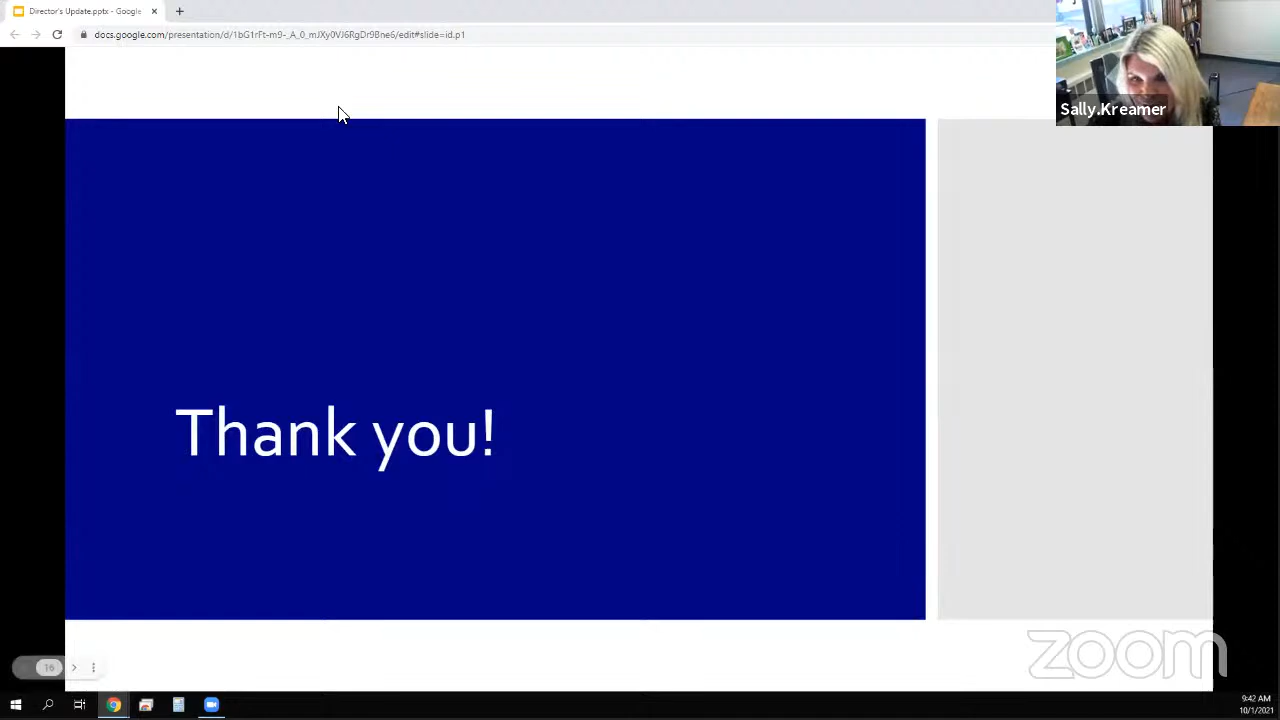 Director's Update.pptx - Google
docs.google.com/presentation/d/1bG1rFt-m9-_A_0_mJXy0VJ6RgDr9Bne6/edit#slide=id.p1
Sally.Kreamer
Thank you!
zoom
16
9:42 AM
10/1/2021